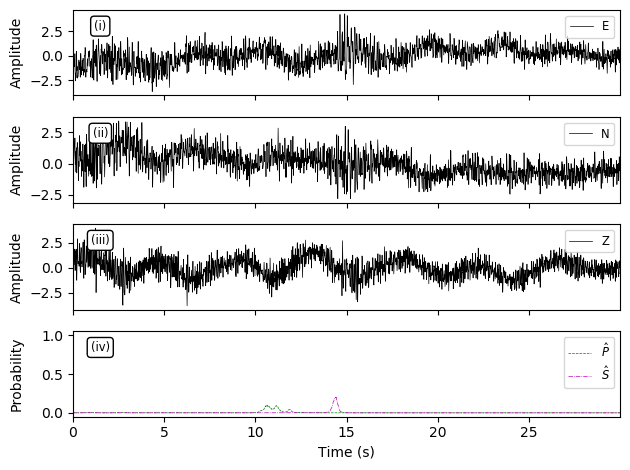 Amplitude
2.5
0.0
−2.5
(i)
E
Amplitude
2.5
0.0
−2.5
(ii)
N
Amplitude
2.5
0.0
−2.5
(iii)
Z
Probability
1.0
0.5
0.0
(iv)
P̂
Ŝ
0 5 10 15 20 25
Time (s)